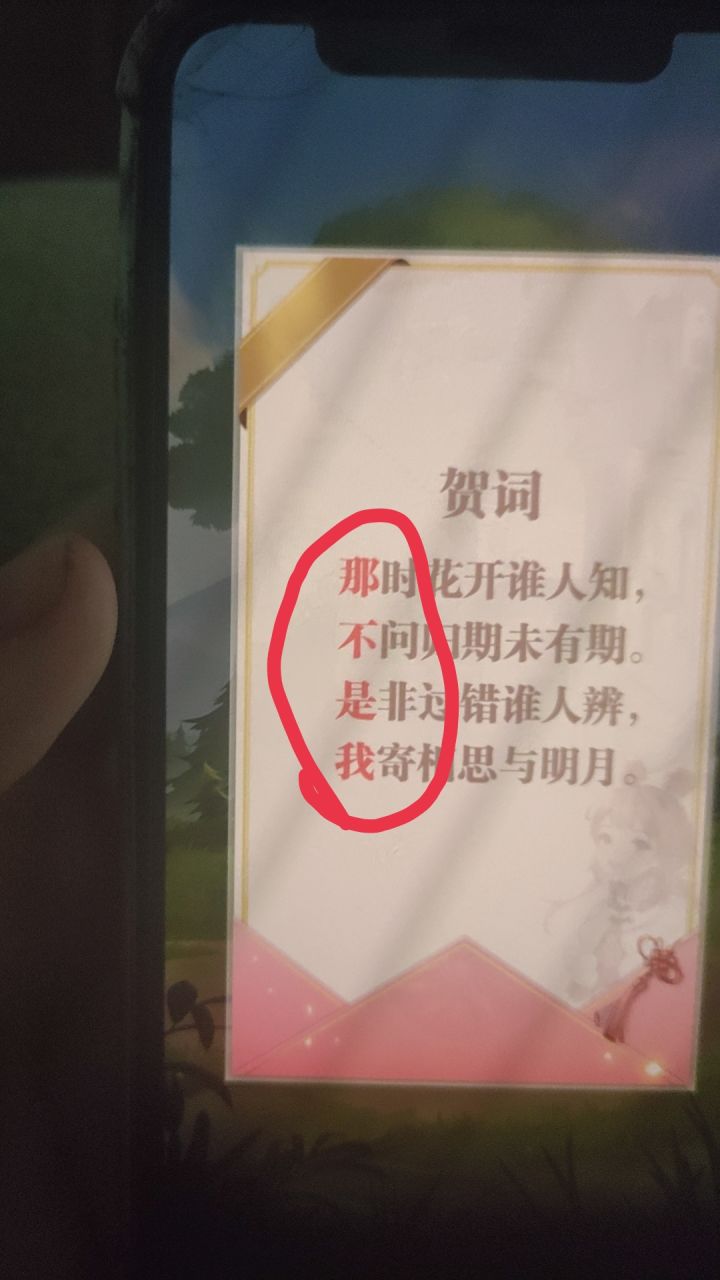 贺词
那时花开谁人知，
不问归期未有期。
是非过错谁人辨，
我寄相思与明月。